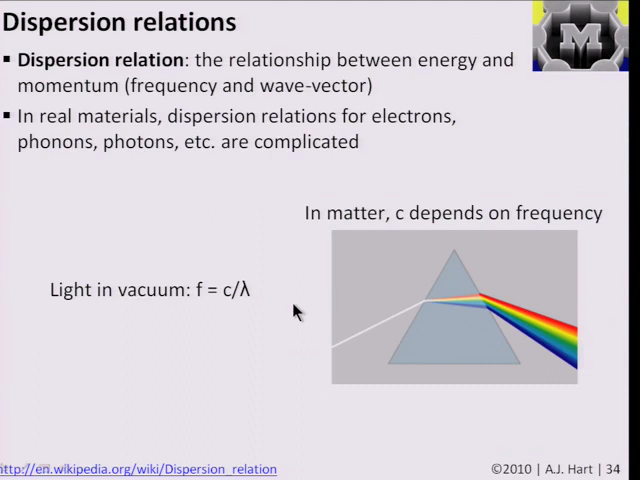 Dispersion relations
▪ Dispersion relation: the relationship between energy and
momentum (frequency and wave-vector)
▪ In real materials, dispersion relations for electrons,
phonons, photons, etc. are complicated
In matter, c depends on frequency
Light in vacuum: f = c/λ
http://en.wikipedia.org/wiki/Dispersion_relation
©2010 | A.J. Hart | 34
M